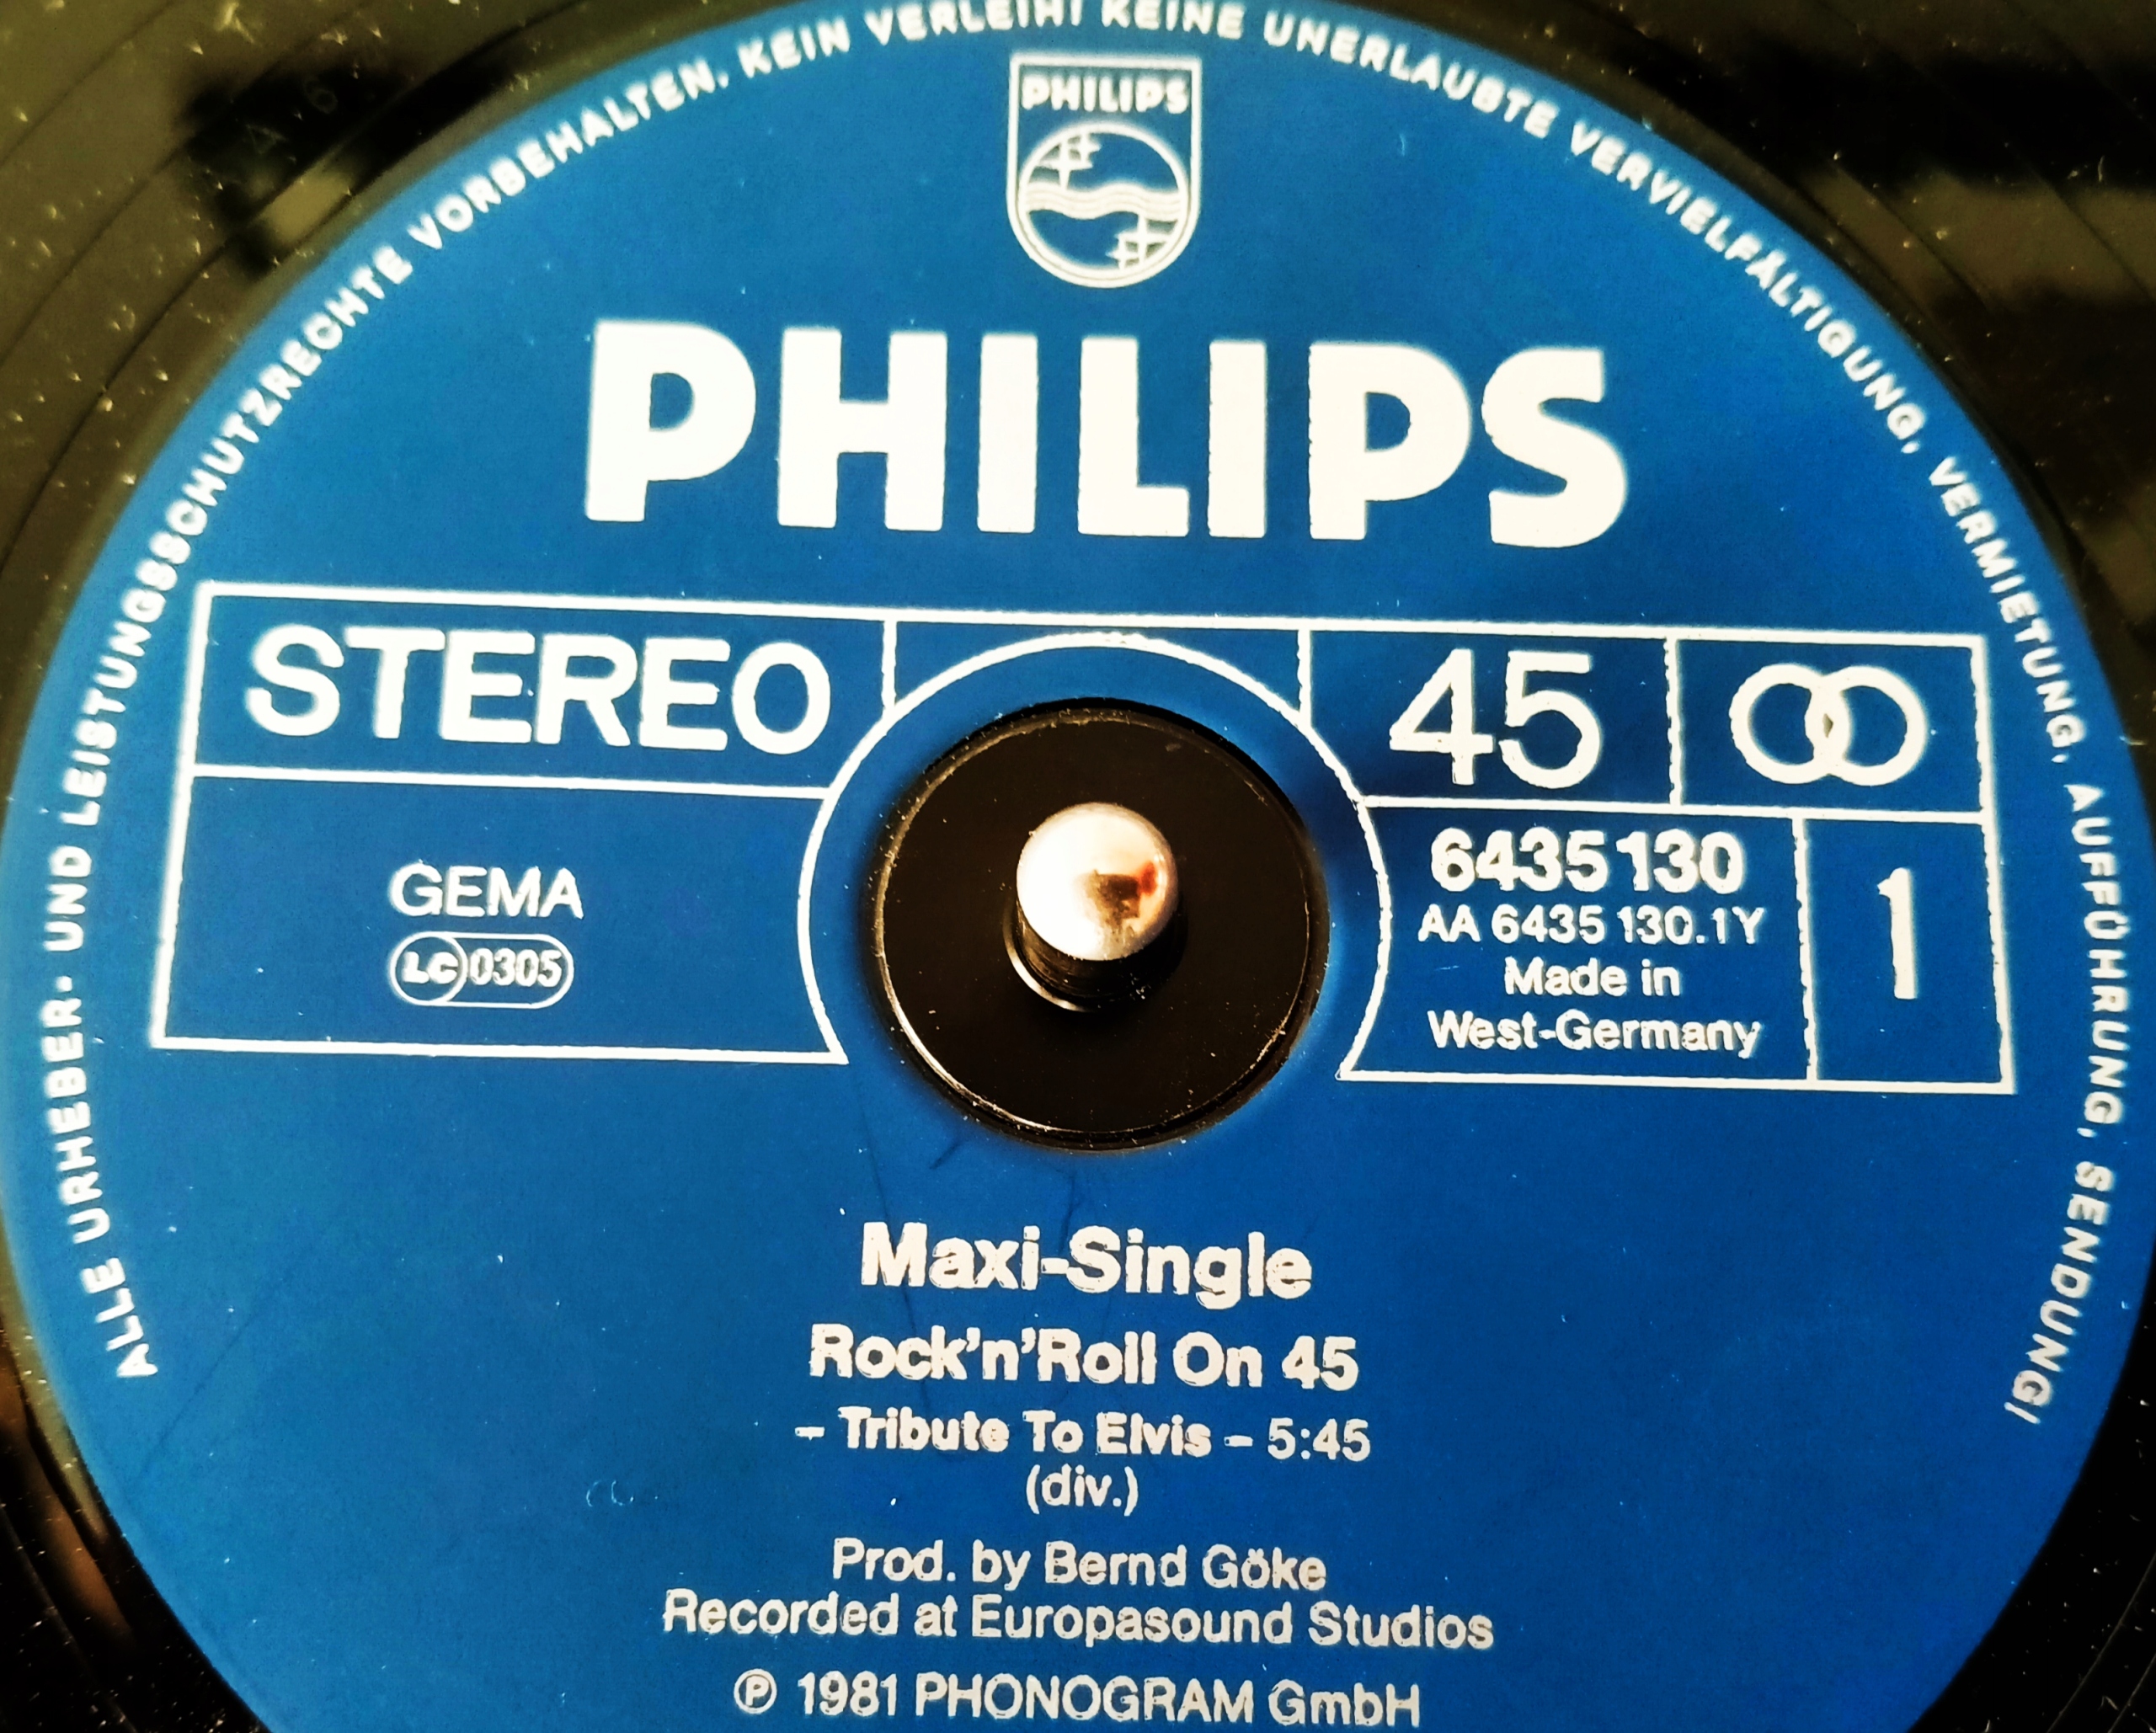 ALLE URHEBER- UND LEISTUNGSSCHUTZRECHTE VORBEHALTEN. KEIN VERLEIH! KEINE UNERLAUBTE VERVIELFÄLTIGUNG, VERMIETUNG, AUFFÜHRUNG, SENDUNG!
PHILIPS
PHILIPS
STEREO
45
GEMA
LC 0305
6435 130
AA 6435 130.1Y
Made in
West-Germany
1
Maxi-Single
Rock'n'Roll On 45
– Tribute To Elvis – 5:45
(div.)
Prod. by Bernd Göke
Recorded at Europasound Studios
℗ 1981 PHONOGRAM GmbH